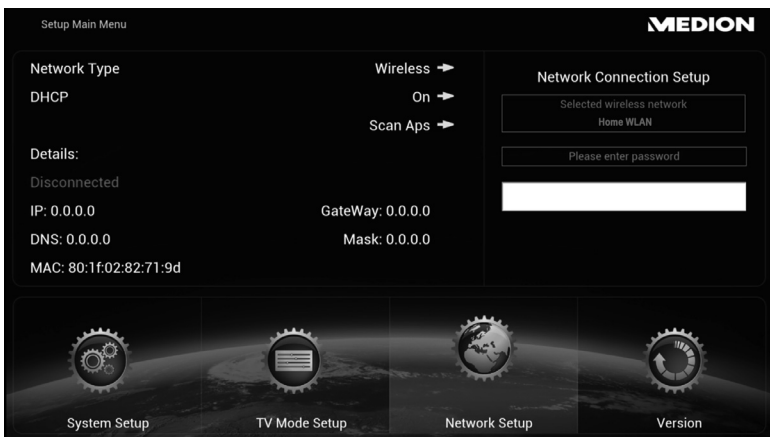 Setup Main Menu
MEDION
Network Type
Wireless
DHCP
On
Scan Aps
Details:
Disconnected
IP: 0.0.0.0
GateWay: 0.0.0.0
DNS: 0.0.0.0
Mask: 0.0.0.0
MAC: 80:1f:02:82:71:9d
Network Connection Setup
Selected wireless network
Home WLAN
Please enter password
System Setup
TV Mode Setup
Network Setup
Version